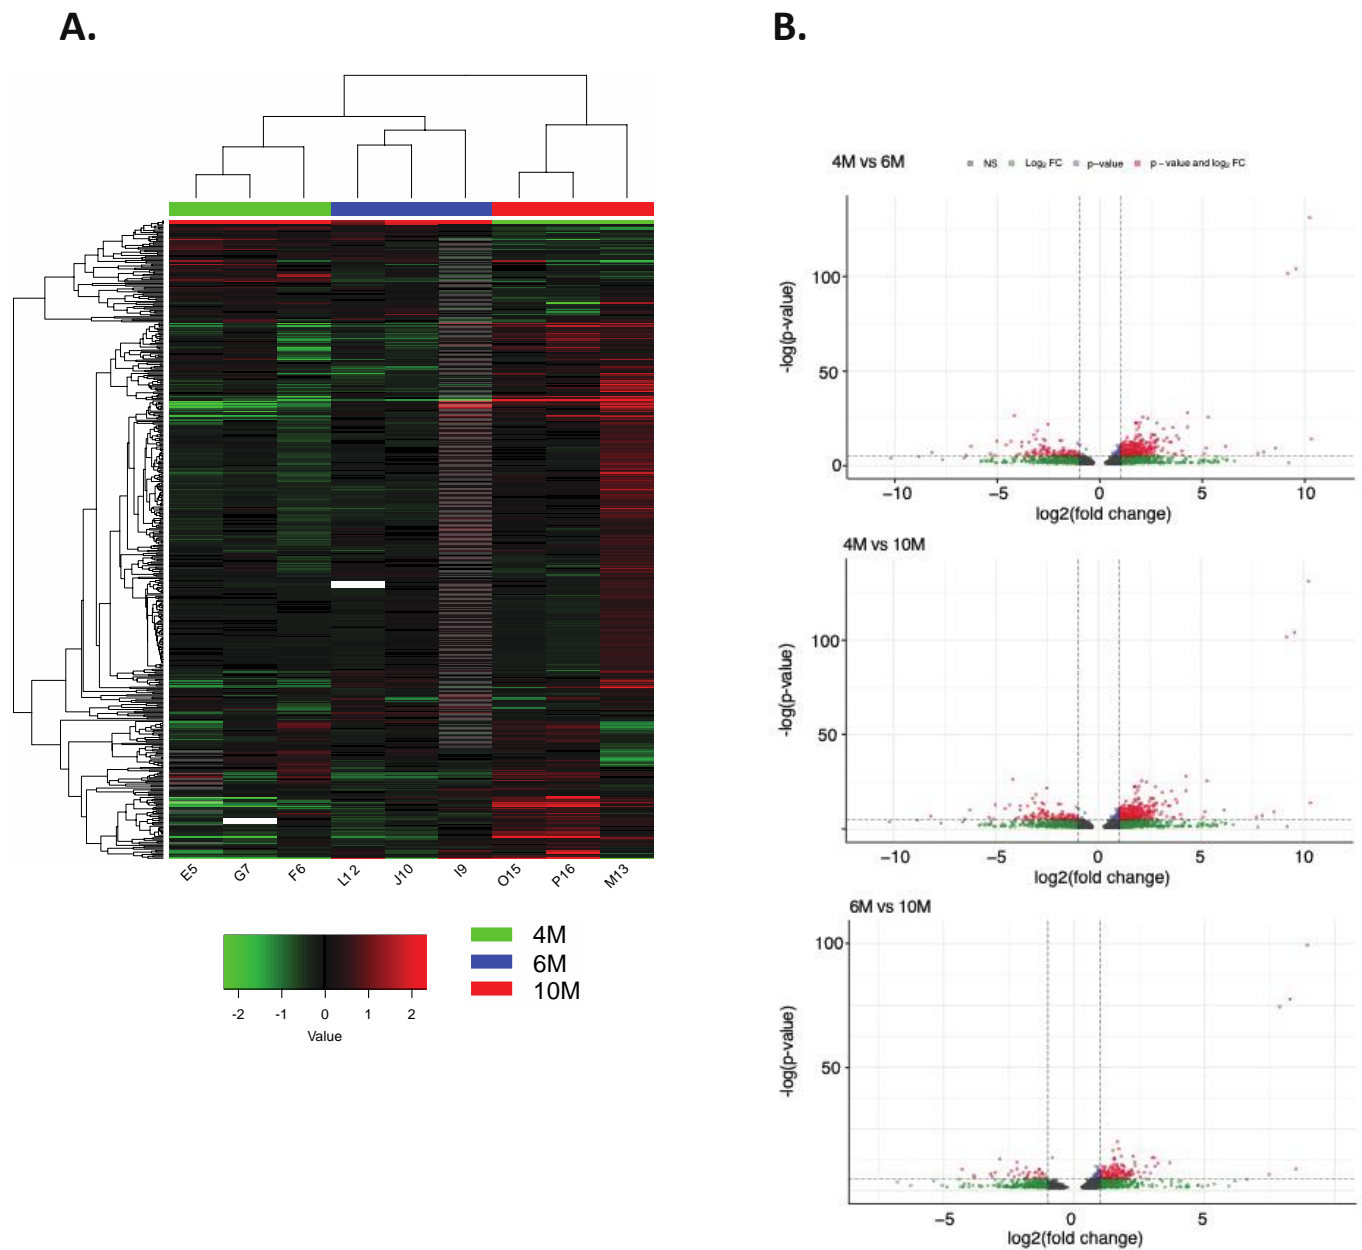 A.
B.
E5 G7 F6 L12 J10 I9 O15 P16 M13
-2 -1 0 1 2
Value
4M
6M
10M
4M vs 6M
NS Log₂ FC p-value p-value and log₂ FC
-log(p-value)
100
50
0
-10 -5 0 5 10
log2(fold change)
4M vs 10M
-log(p-value)
100
50
-10 -5 0 5 10
log2(fold change)
6M vs 10M
-log(p-value)
100
50
-5 0 5
log2(fold change)